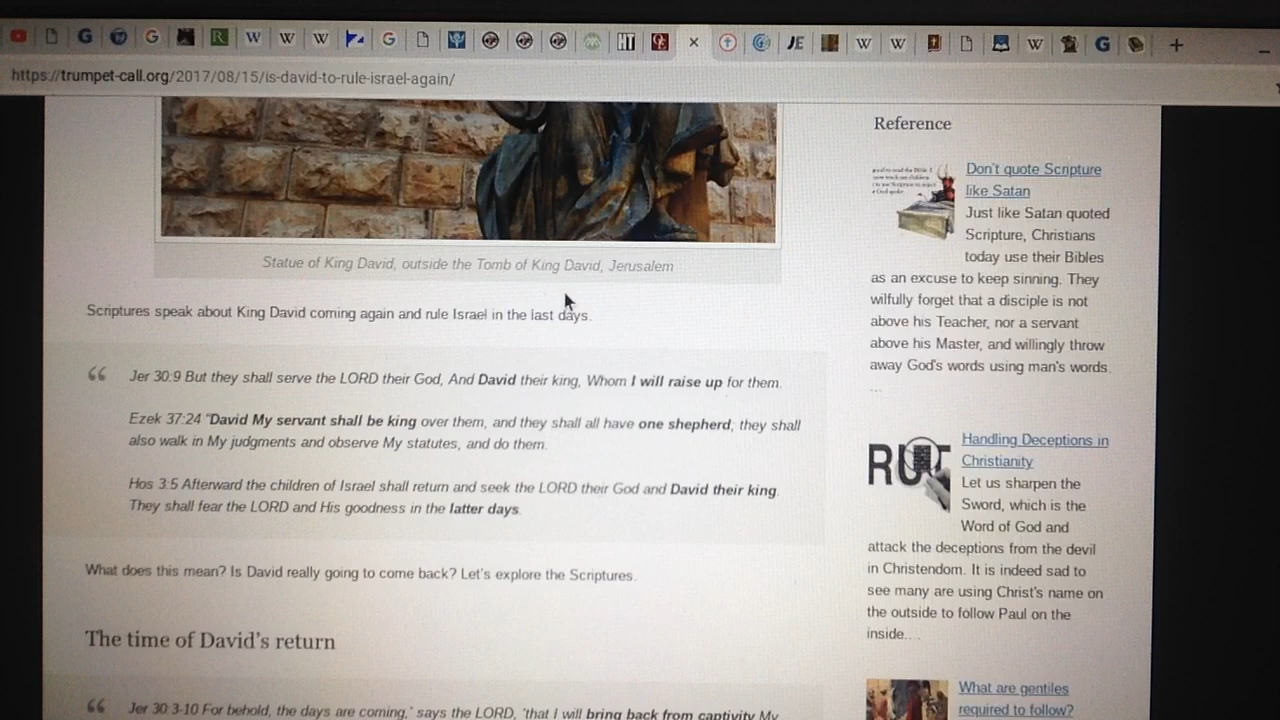 https://trumpet-call.org/2017/08/15/is-david-to-rule-israel-again/
Statue of King David, outside the Tomb of King David, Jerusalem
Scriptures speak about King David coming again and rule Israel in the last days.
“ Jer 30:9 But they shall serve the LORD their God, And David their king, Whom I will raise up for them.
Ezek 37:24 "David My servant shall be king over them, and they shall all have one shepherd; they shall
also walk in My judgments and observe My statutes, and do them.
Hos 3:5 Afterward the children of Israel shall return and seek the LORD their God and David their king.
They shall fear the LORD and His goodness in the latter days.
What does this mean? Is David really going to come back? Let's explore the Scriptures.
The time of David's return
“ Jer 30:3-10 For behold, the days are coming,' says the LORD, 'that I will bring back from captivity My
Reference
Don't quote Scripture
like Satan
Just like Satan quoted
Scripture, Christians
today use their Bibles
as an excuse to keep sinning. They
wilfully forget that a disciple is not
above his Teacher, nor a servant
above his Master, and willingly throw
away God's words using man's words.
...
Handling Deceptions in
Christianity
Let us sharpen the
Sword, which is the
Word of God and
attack the deceptions from the devil
in Christendom. It is indeed sad to
see many are using Christ's name on
the outside to follow Paul on the
inside....
What are gentiles
required to follow?